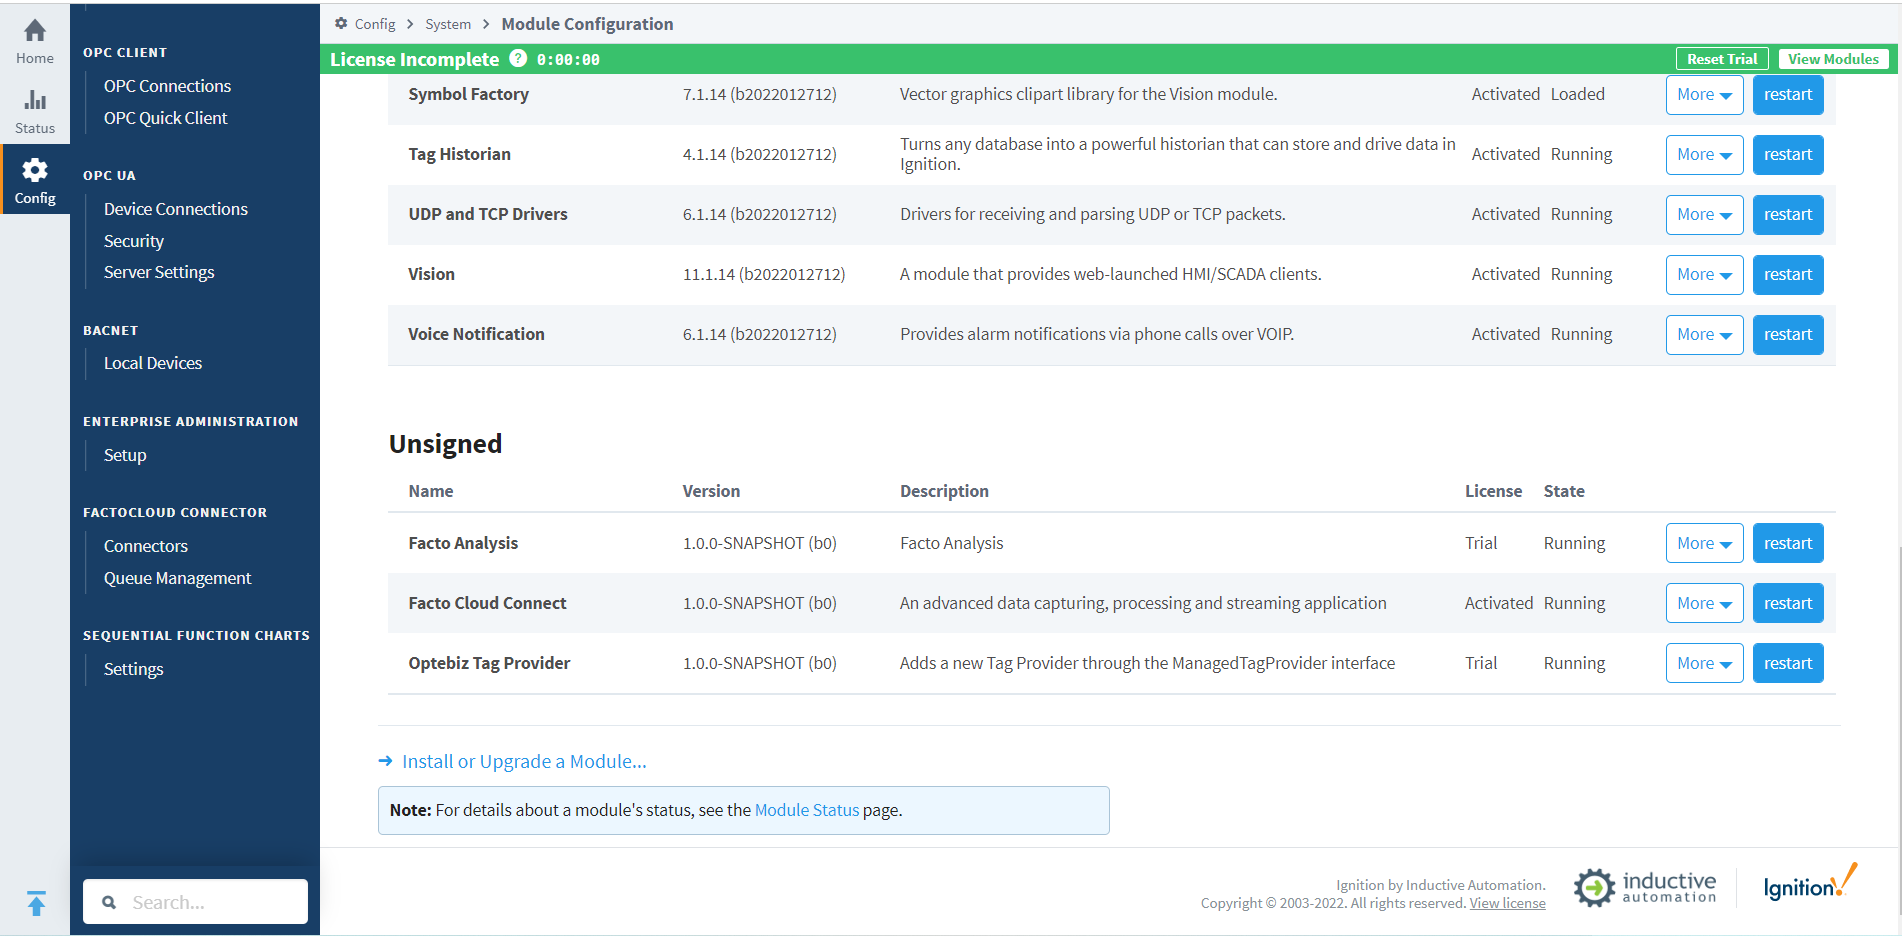 Home
Status
Config
OPC CLIENT
OPC Connections
OPC Quick Client
OPC UA
Device Connections
Security
Server Settings
BACNET
Local Devices
ENTERPRISE ADMINISTRATION
Setup
FACTOCLOUD CONNECTOR
Connectors
Queue Management
SEQUENTIAL FUNCTION CHARTS
Settings
Search...
Config > System > Module Configuration
License Incomplete ? 0:00:00 Reset Trial View Modules
Symbol Factory 7.1.14 (b2022012712) Vector graphics clipart library for the Vision module. Activated Loaded More restart
Tag Historian 4.1.14 (b2022012712) Turns any database into a powerful historian that can store and drive data in Activated Running More restart
Ignition.
UDP and TCP Drivers 6.1.14 (b2022012712) Drivers for receiving and parsing UDP or TCP packets. Activated Running More restart
Vision 11.1.14 (b2022012712) A module that provides web-launched HMI/SCADA clients. Activated Running More restart
Voice Notification 6.1.14 (b2022012712) Provides alarm notifications via phone calls over VOIP. Activated Running More restart
Unsigned
Name Version Description License State
Facto Analysis 1.0.0-SNAPSHOT (b0) Facto Analysis Trial Running More restart
Facto Cloud Connect 1.0.0-SNAPSHOT (b0) An advanced data capturing, processing and streaming application Activated Running More restart
Optebiz Tag Provider 1.0.0-SNAPSHOT (b0) Adds a new Tag Provider through the ManagedTagProvider interface Trial Running More restart
→ Install or Upgrade a Module...
Note: For details about a module's status, see the Module Status page.
Ignition by Inductive Automation.
Copyright © 2003-2022. All rights reserved. View license
inductive
automation
Ignition!